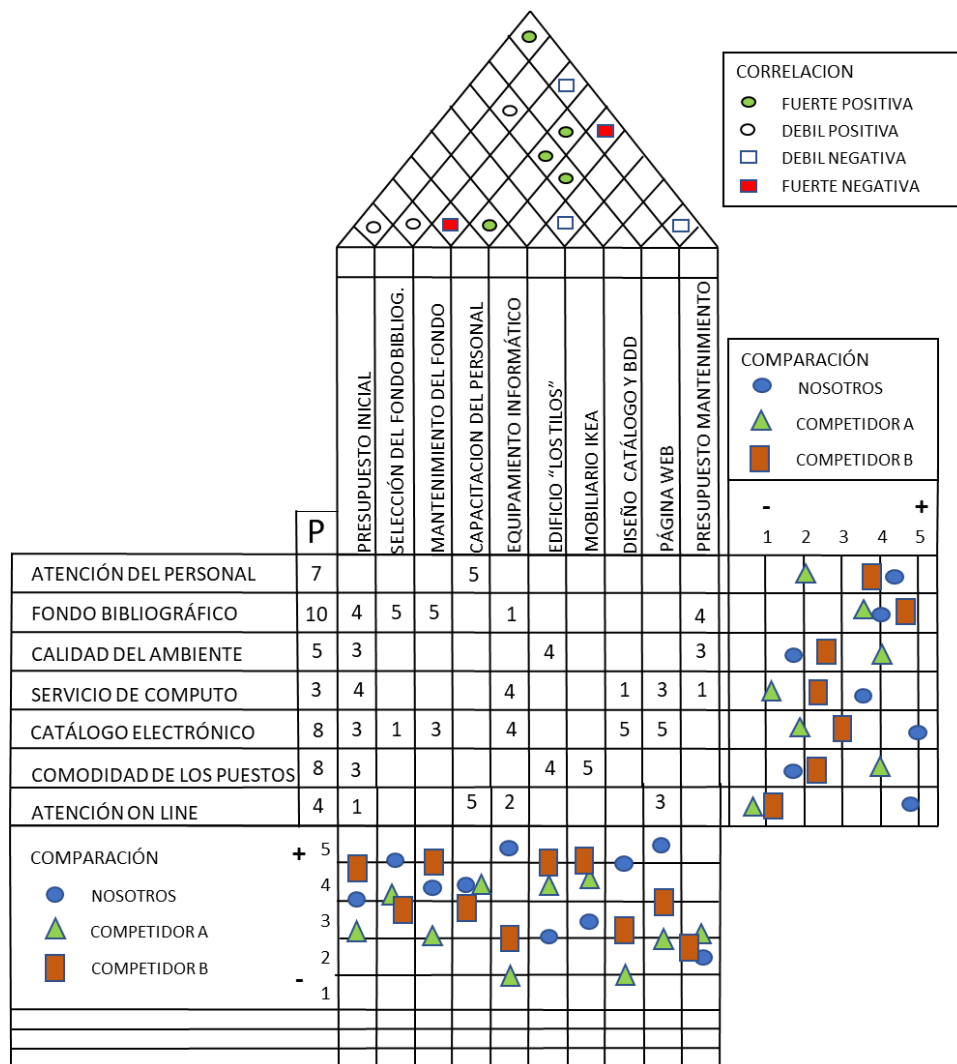 CORRELACION
FUERTE POSITIVA
DEBIL POSITIVA
DEBIL NEGATIVA
FUERTE NEGATIVA
PRESUPUESTO INICIAL
SELECCIÓN DEL FONDO BIBLIOG.
MANTENIMIENTO DEL FONDO
CAPACITACION DEL PERSONAL
EQUIPAMIENTO INFORMÁTICO
EDIFICIO “LOS TILOS”
MOBILIARIO IKEA
DISEÑO CATÁLOGO Y BDD
PÁGINA WEB
PRESUPUESTO MANTENIMIENTO
COMPARACIÓN
NOSOTROS
COMPETIDOR A
COMPETIDOR B
- +
1 2 3 4 5
P
ATENCIÓN DEL PERSONAL 7 5
FONDO BIBLIOGRÁFICO 10 4 5 5 1 4
CALIDAD DEL AMBIENTE 5 3 4 3
SERVICIO DE COMPUTO 3 4 4 1 3 1
CATÁLOGO ELECTRÓNICO 8 3 1 3 4 5 5
COMODIDAD DE LOS PUESTOS 8 3 4 5
ATENCIÓN ON LINE 4 1 5 2 3
COMPARACIÓN
NOSOTROS
COMPETIDOR A
COMPETIDOR B
+ 5
4
3
2
- 1